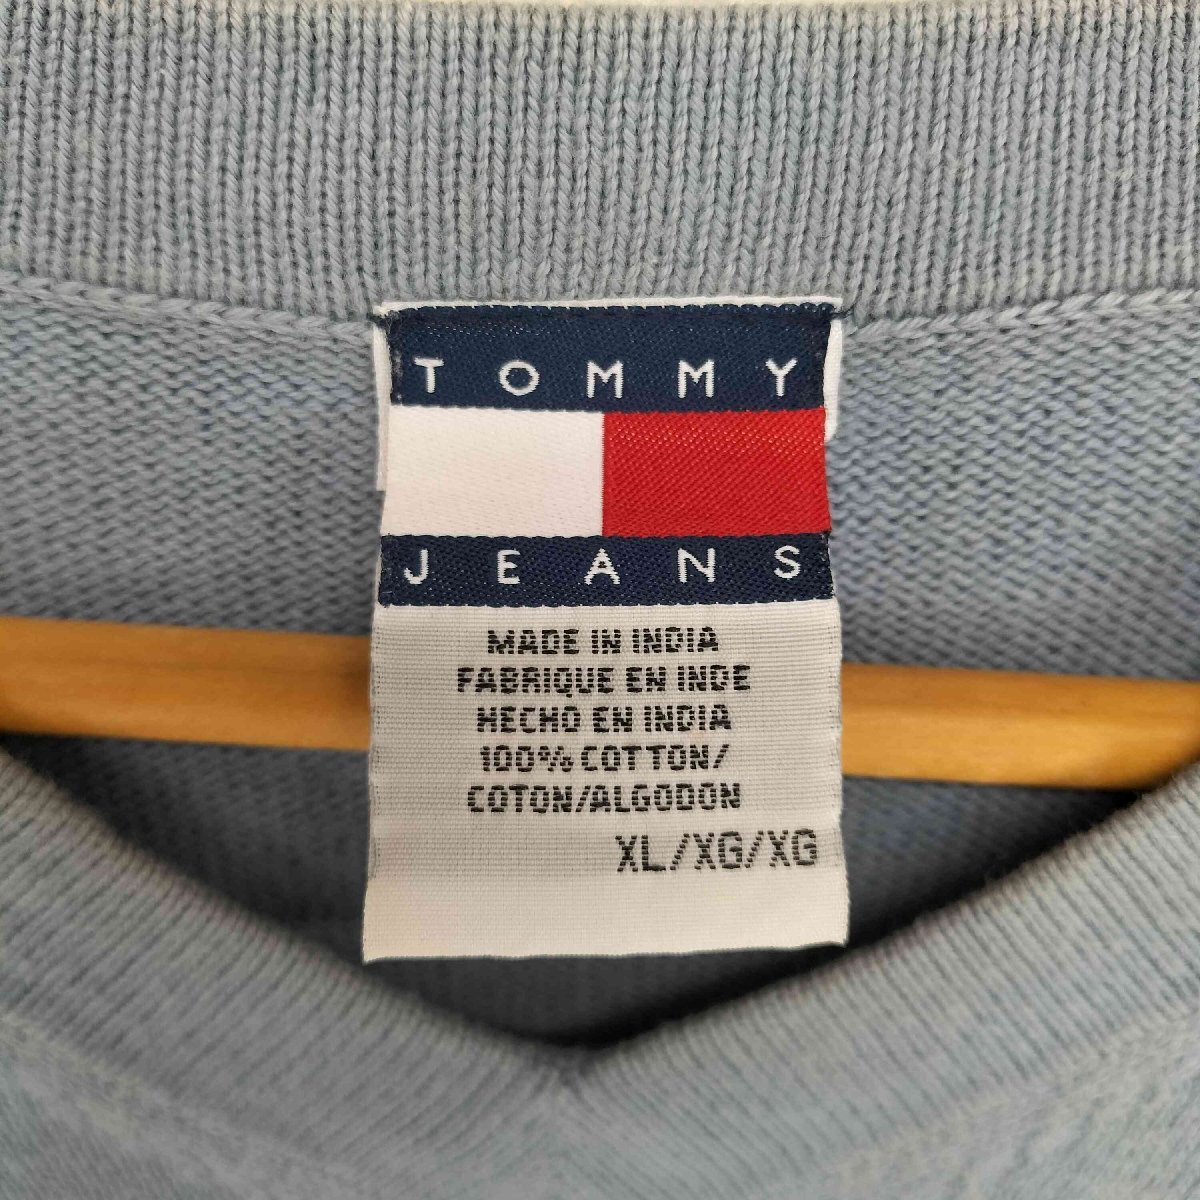 TOMMY
JEANS
MADE IN INDIA
FABRIQUE EN INDE
HECHO EN INDIA
100% COTTON/
COTON/ALGODON
XL/XG/XG